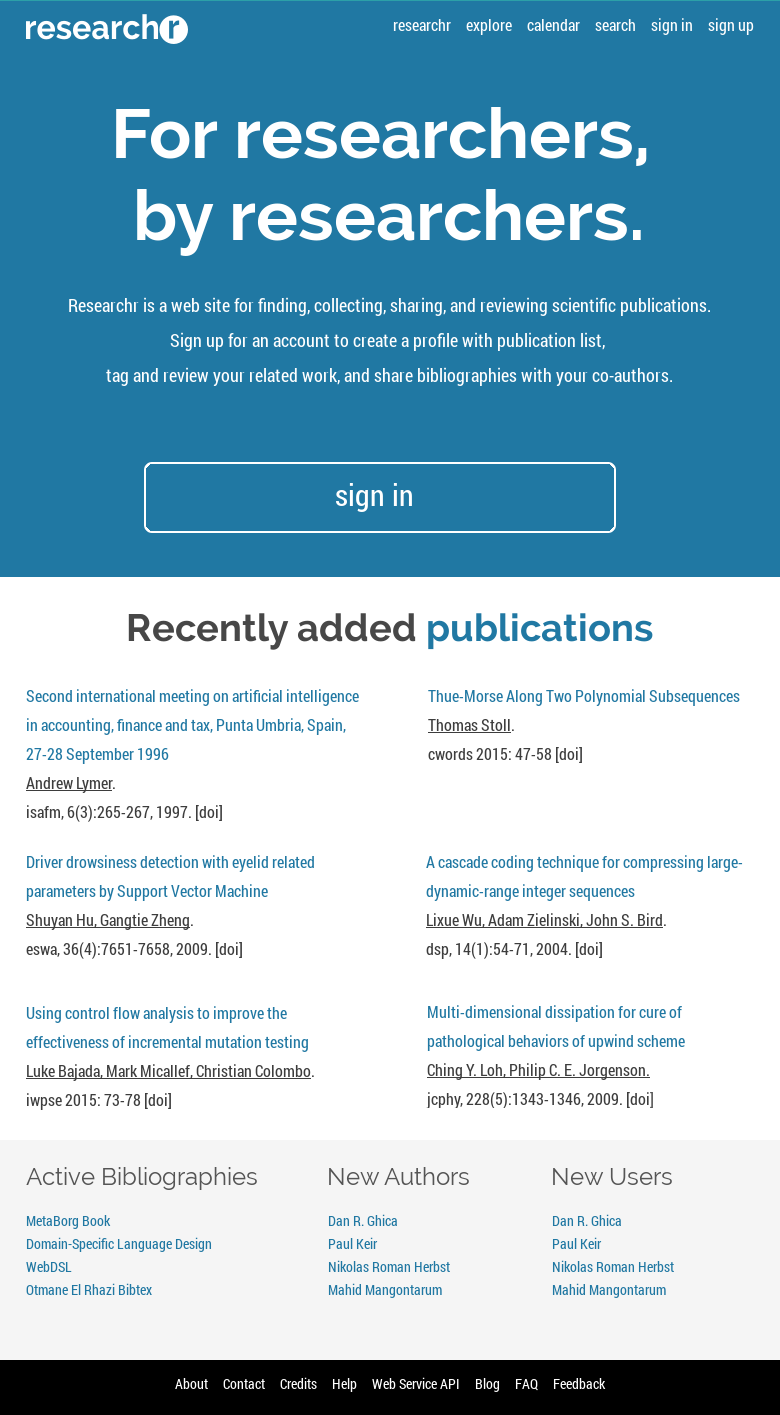 researchr
researchr explore calendar search sign in sign up
For researchers,
by researchers.
Researchr is a web site for finding, collecting, sharing, and reviewing scientific publications.
Sign up for an account to create a profile with publication list,
tag and review your related work, and share bibliographies with your co-authors.
sign in
Recently added publications
Second international meeting on artificial intelligence
in accounting, finance and tax, Punta Umbria, Spain,
27-28 September 1996
Andrew Lymer.
isafm, 6(3):265-267, 1997. [doi]
Thue-Morse Along Two Polynomial Subsequences
Thomas Stoll.
cwords 2015: 47-58 [doi]
Driver drowsiness detection with eyelid related
parameters by Support Vector Machine
Shuyan Hu, Gangtie Zheng.
eswa, 36(4):7651-7658, 2009. [doi]
A cascade coding technique for compressing large-
dynamic-range integer sequences
Lixue Wu, Adam Zielinski, John S. Bird.
dsp, 14(1):54-71, 2004. [doi]
Using control flow analysis to improve the
effectiveness of incremental mutation testing
Luke Bajada, Mark Micallef, Christian Colombo.
iwpse 2015: 73-78 [doi]
Multi-dimensional dissipation for cure of
pathological behaviors of upwind scheme
Ching Y. Loh, Philip C. E. Jorgenson.
jcphy, 228(5):1343-1346, 2009. [doi]
Active Bibliographies
MetaBorg Book
Domain-Specific Language Design
WebDSL
Otmane El Rhazi Bibtex
New Authors
Dan R. Ghica
Paul Keir
Nikolas Roman Herbst
Mahid Mangontarum
New Users
Dan R. Ghica
Paul Keir
Nikolas Roman Herbst
Mahid Mangontarum
About Contact Credits Help Web Service API Blog FAQ Feedback